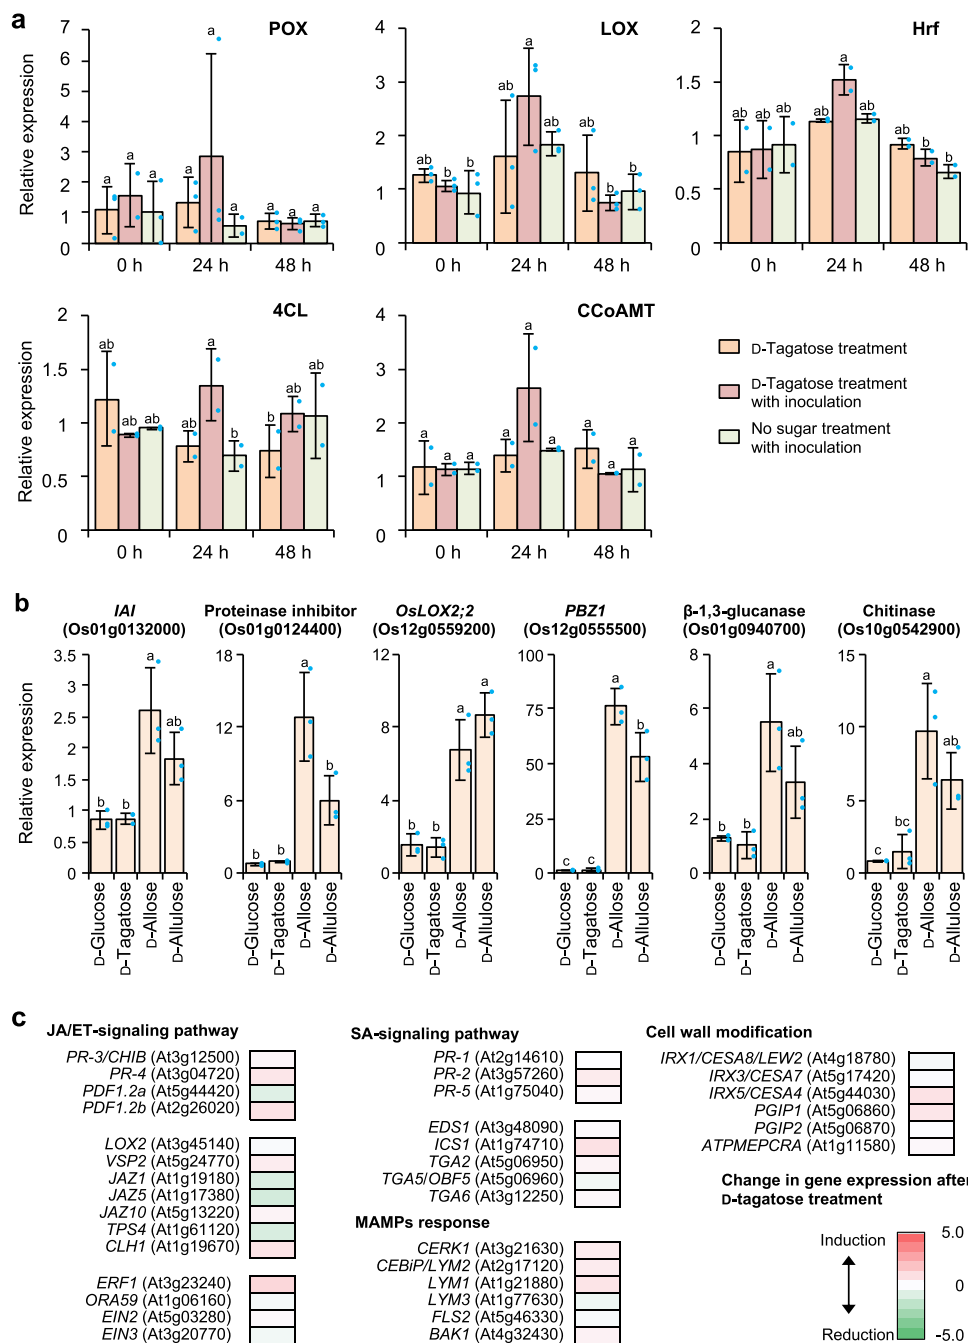 a
POX
LOX
Hrf
Relative expression
7
6
5
4
3
2
1
0
a a a a a a a a a
0 h 24 h 48 h
4
3
2
1
0
ab b b ab a ab ab b b
0 h 24 h 48 h
2
1.5
1
0.5
0
ab ab ab ab a ab ab b b
0 h 24 h 48 h
4CL
CCoAMT
Relative expression
2
1.5
1
0.5
0
ab ab ab ab a b b ab ab
0 h 24 h 48 h
4
3
2
1
0
a a a a a a a a a
0 h 24 h 48 h
D-Tagatose treatment
D-Tagatose treatment
with inoculation
No sugar treatment
with inoculation
b
IAI
(Os01g0132000)
Proteinase inhibitor
(Os01g0124400)
OsLOX2;2
(Os12g0559200)
PBZ1
(Os12g0555500)
β-1,3-glucanase
(Os01g0940700)
Chitinase
(Os10g0542900)
Relative expression
3.5
3
2.5
2
1.5
1
0.5
0
b b a ab
D-Glucose D-Tagatose D-Allose D-Allulose
18
12
6
0
b b a b
D-Glucose D-Tagatose D-Allose D-Allulose
12
8
4
0
b b a a
D-Glucose D-Tagatose D-Allose D-Allulose
100
75
50
25
0
c c a b
D-Glucose D-Tagatose D-Allose D-Allulose
8
6
4
2
0
b b a ab
D-Glucose D-Tagatose D-Allose D-Allulose
15
10
5
0
c bc a ab
D-Glucose D-Tagatose D-Allose D-Allulose
c
JA/ET-signaling pathway
PR-3/CHIB (At3g12500)
PR-4 (At3g04720)
PDF1.2a (At5g44420)
PDF1.2b (At2g26020)
LOX2 (At3g45140)
VSP2 (At5g24770)
JAZ1 (At1g19180)
JAZ5 (At1g17380)
JAZ10 (At5g13220)
TPS4 (At1g61120)
CLH1 (At1g19670)
ERF1 (At3g23240)
ORA59 (At1g06160)
EIN2 (At5g03280)
EIN3 (At3g20770)
SA-signaling pathway
PR-1 (At2g14610)
PR-2 (At3g57260)
PR-5 (At1g75040)
EDS1 (At3g48090)
ICS1 (At1g74710)
TGA2 (At5g06950)
TGA5/OBF5 (At5g06960)
TGA6 (At3g12250)
MAMPs response
CERK1 (At3g21630)
CEBiP/LYM2 (At2g17120)
LYM1 (At1g21880)
LYM3 (At1g77630)
FLS2 (At5g46330)
BAK1 (At4g32430)
Cell wall modification
IRX1/CESA8/LEW2 (At4g18780)
IRX3/CESA7 (At5g17420)
IRX5/CESA4 (At5g44030)
PGIP1 (At5g06860)
PGIP2 (At5g06870)
ATPMEPCRA (At1g11580)
Change in gene expression after
D-tagatose treatment
Induction
Reduction
5.0
0
-5.0